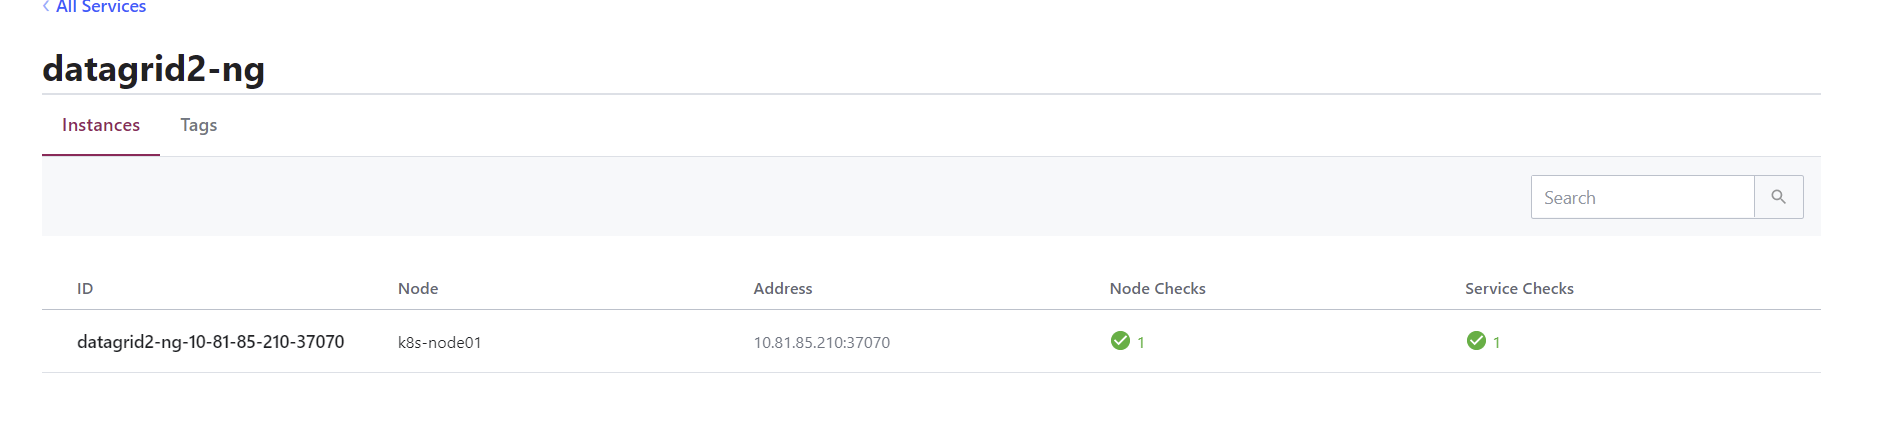 All Services
datagrid2-ng
Instances Tags
Search
ID Node Address Node Checks Service Checks
datagrid2-ng-10-81-85-210-37070 k8s-node01 10.81.85.210:37070 1 1